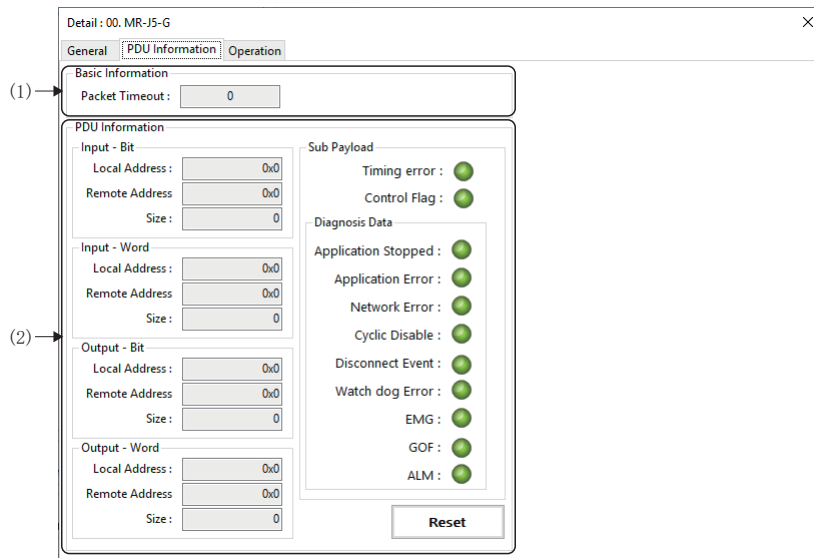 Detail : 00. MR-J5-G
General PDU Information Operation
(1)
Basic Information
Packet Timeout : 0
(2)
PDU Information
Input - Bit
Local Address : 0x0
Remote Address 0x0
Size : 0
Input - Word
Local Address : 0x0
Remote Address 0x0
Size : 0
Output - Bit
Local Address : 0x0
Remote Address 0x0
Size : 0
Output - Word
Local Address : 0x0
Remote Address 0x0
Size : 0
Sub Payload
Timing error :
Control Flag :
Diagnosis Data
Application Stopped :
Application Error :
Network Error :
Cyclic Disable :
Disconnect Event :
Watch dog Error :
EMG :
GOF :
ALM :
Reset